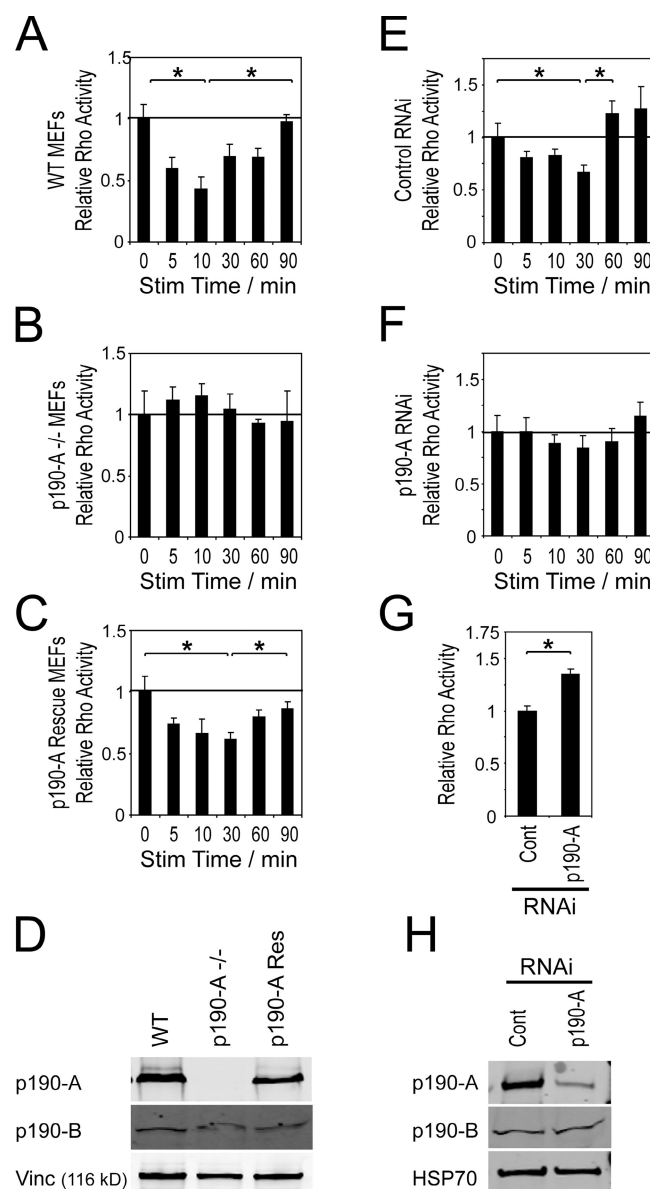 A
WT MEFs
Relative Rho Activity
1.5
1
0.5
0
* *
0 5 10 30 60 90
Stim Time / min
B
p190-A -/- MEFs
Relative Rho Activity
1.5
1
0.5
0
0 5 10 30 60 90
Stim Time / min
C
p190-A Rescue MEFs
Relative Rho Activity
1.5
1
0.5
0
* *
0 5 10 30 60 90
Stim Time / min
D
WT
p190-A -/-
p190-A Res
p190-A
p190-B
Vinc (116 kD)
E
Control RNAi
Relative Rho Activity
1.5
1
0.5
0
* *
0 5 10 30 60 90
Stim Time / min
F
p190-A RNAi
Relative Rho Activity
1.5
1
0.5
0
0 5 10 30 60 90
Stim Time / min
G
Relative Rho Activity
1.75
1.5
1
0.5
0
*
Cont
p190-A
RNAi
H
RNAi
Cont
p190-A
p190-A
p190-B
HSP70